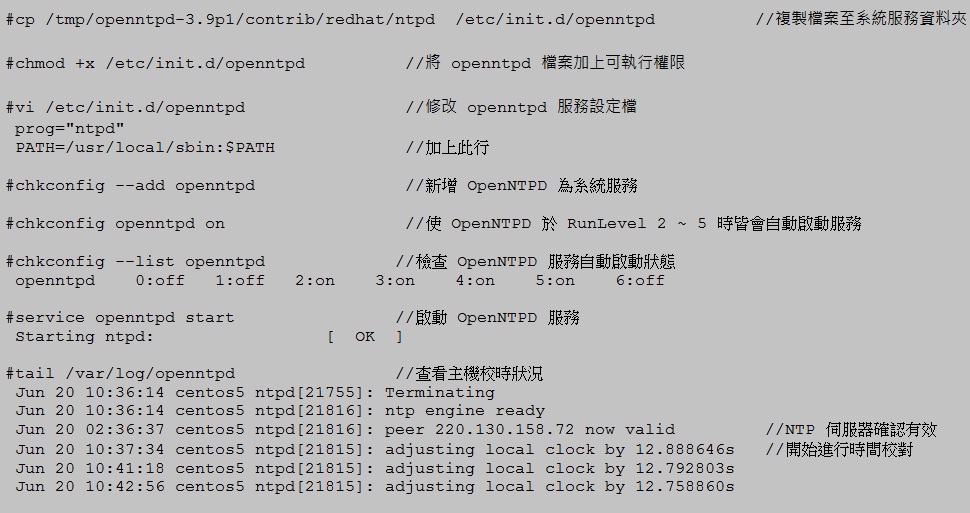 #cp /tmp/openntpd-3.9p1/contrib/redhat/ntpd  /etc/init.d/openntpd          //複製檔案至系統服務資料夾
#chmod +x /etc/init.d/openntpd          //將 openntpd 檔案加上可執行權限
#vi /etc/init.d/openntpd                //修改 openntpd 服務設定檔
 prog="ntpd"
 PATH=/usr/local/sbin:$PATH             //加上此行
#chkconfig --add openntpd               //新增 OpenNTPD 為系統服務
#chkconfig openntpd on                  //使 OpenNTPD 於 RunLevel 2 ~ 5 時皆會自動啟動服務
#chkconfig --list openntpd             //檢查 OpenNTPD 服務自動啟動狀態
 openntpd    0:off   1:off   2:on    3:on    4:on    5:on    6:off
#service openntpd start                //啟動 OpenNTPD 服務
 Starting ntpd:                 [  OK  ]
#tail /var/log/openntpd                //查看主機校時狀況
 Jun 20 10:36:14 centos5 ntpd[21755]: Terminating
 Jun 20 10:36:14 centos5 ntpd[21816]: ntp engine ready
 Jun 20 02:36:37 centos5 ntpd[21816]: peer 220.130.158.72 now valid         //NTP 伺服器確認有效
 Jun 20 10:37:34 centos5 ntpd[21815]: adjusting local clock by 12.888646s   //開始進行時間校對
 Jun 20 10:41:18 centos5 ntpd[21815]: adjusting local clock by 12.792803s
 Jun 20 10:42:56 centos5 ntpd[21815]: adjusting local clock by 12.758860s